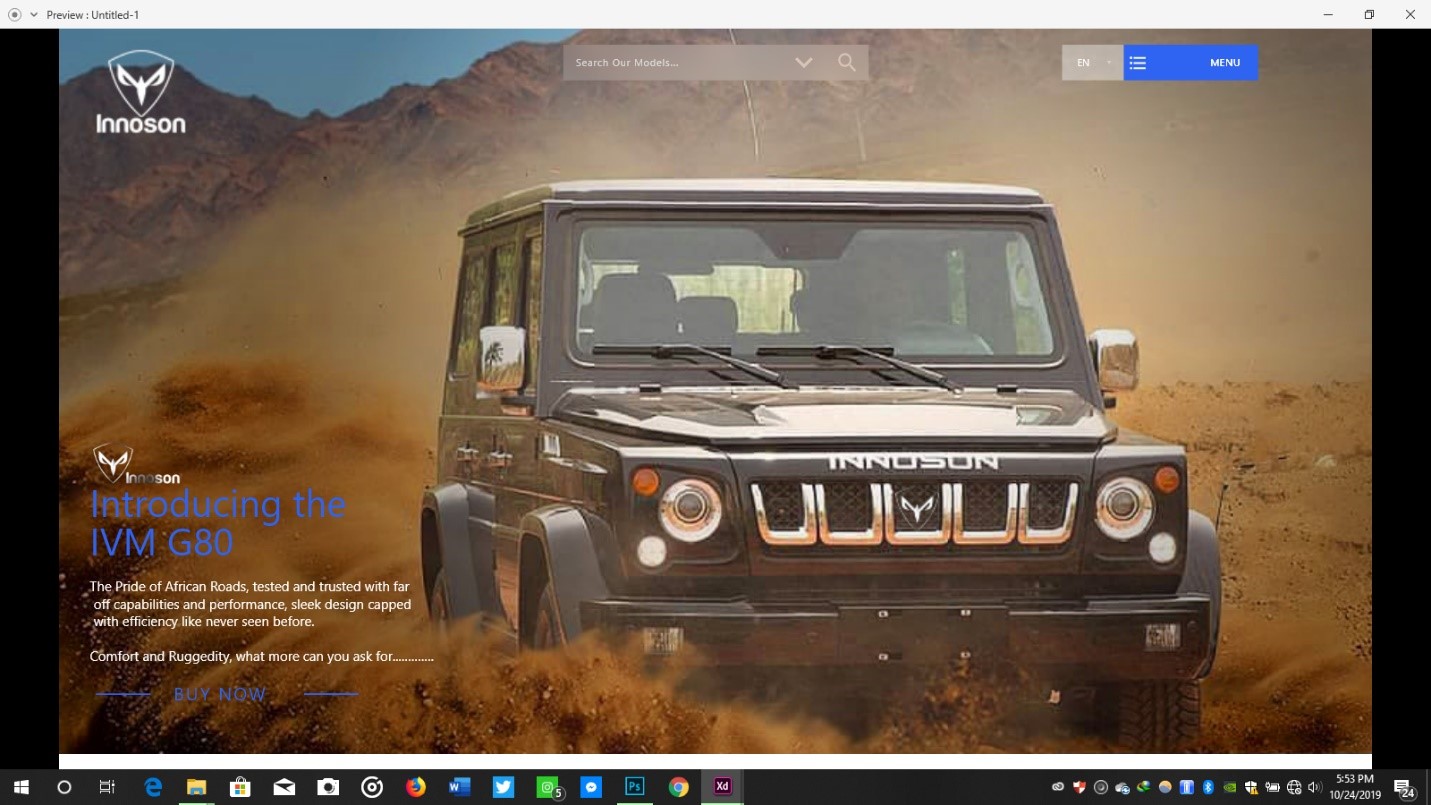 Preview : Untitled-1
Innoson
Search Our Models...
EN
MENU
INNOSON
Innoson
Introducing the
IVM G80
The Pride of African Roads, tested and trusted with far
off capabilities and performance, sleek design capped
with efficiency like never seen before.
Comfort and Ruggedity, what more can you ask for............
BUY NOW
W
5
Ps
Xd
5:53 PM
10/24/2019
24